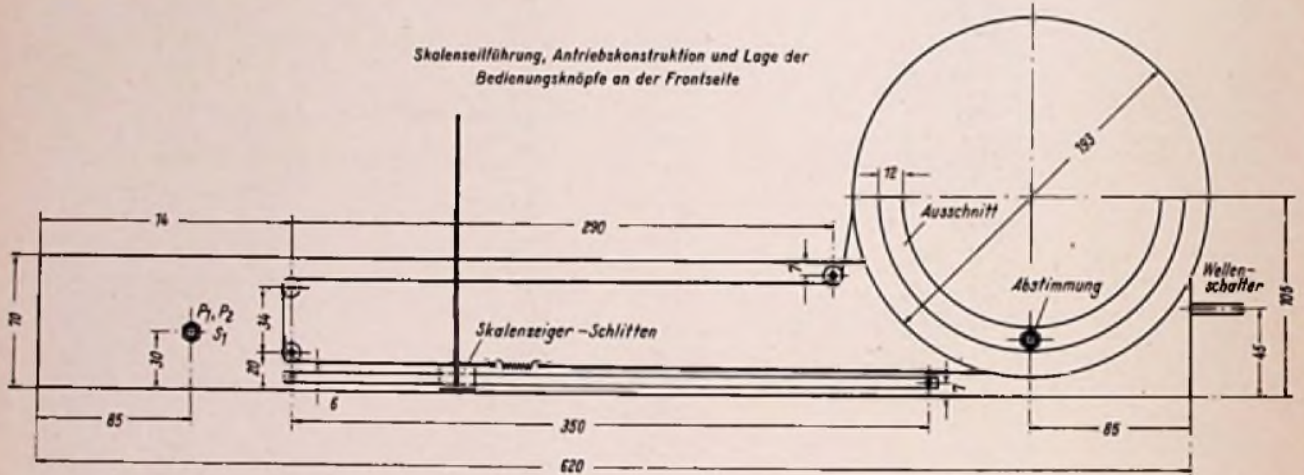 Skalenseilführung, Antriebskonstruktion und Lage der
Bedienungsknöpfe an der Frontseite
193
12
Ausschnitt
74
290
7
Wellen-
schalter
Abstimmung
105
70
P1, P2
S1
34
30
Skalenzeiger-Schlitten
20
45
6
7
85
350
85
620